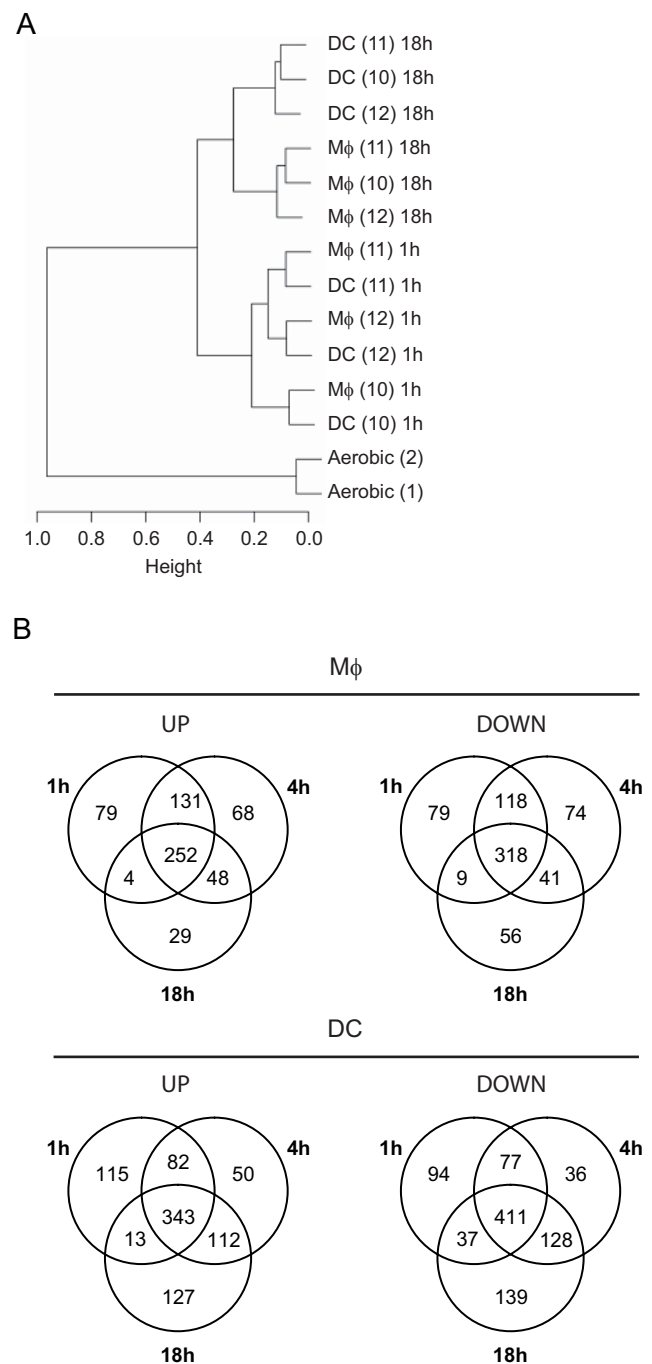 A
DC (11) 18h
DC (10) 18h
DC (12) 18h
Mϕ (11) 18h
Mϕ (10) 18h
Mϕ (12) 18h
Mϕ (11) 1h
DC (11) 1h
Mϕ (12) 1h
DC (12) 1h
Mϕ (10) 1h
DC (10) 1h
Aerobic (2)
Aerobic (1)
1.0 0.8 0.6 0.4 0.2 0.0
Height
B
Mϕ
UP DOWN
1h 4h 1h 4h
79 131 68 79 118 74
252 318
4 48 9 41
29 56
18h 18h
DC
UP DOWN
1h 4h 1h 4h
115 82 50 94 77 36
343 411
13 112 37 128
127 139
18h 18h